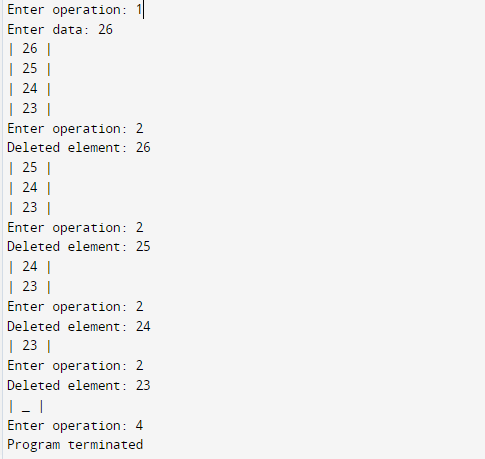 Enter operation: 1
Enter data: 26
| 26 |
| 25 |
| 24 |
| 23 |
Enter operation: 2
Deleted element: 26
| 25 |
| 24 |
| 23 |
Enter operation: 2
Deleted element: 25
| 24 |
| 23 |
Enter operation: 2
Deleted element: 24
| 23 |
Enter operation: 2
Deleted element: 23
| _ |
Enter operation: 4
Program terminated